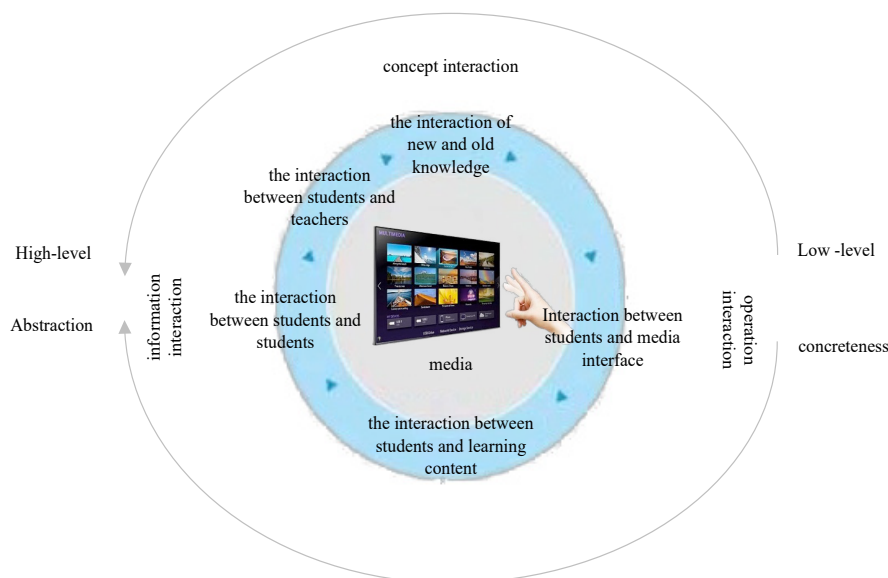 concept interaction
the interaction of
new and old
knowledge
the interaction
between students and
teachers
MULTIMEDIA
High-level
Low -level
Abstraction
information
interaction
the interaction
between students and
students
Interaction between
students and media
interface
operation
interaction
concreteness
media
the interaction between
students and learning
content